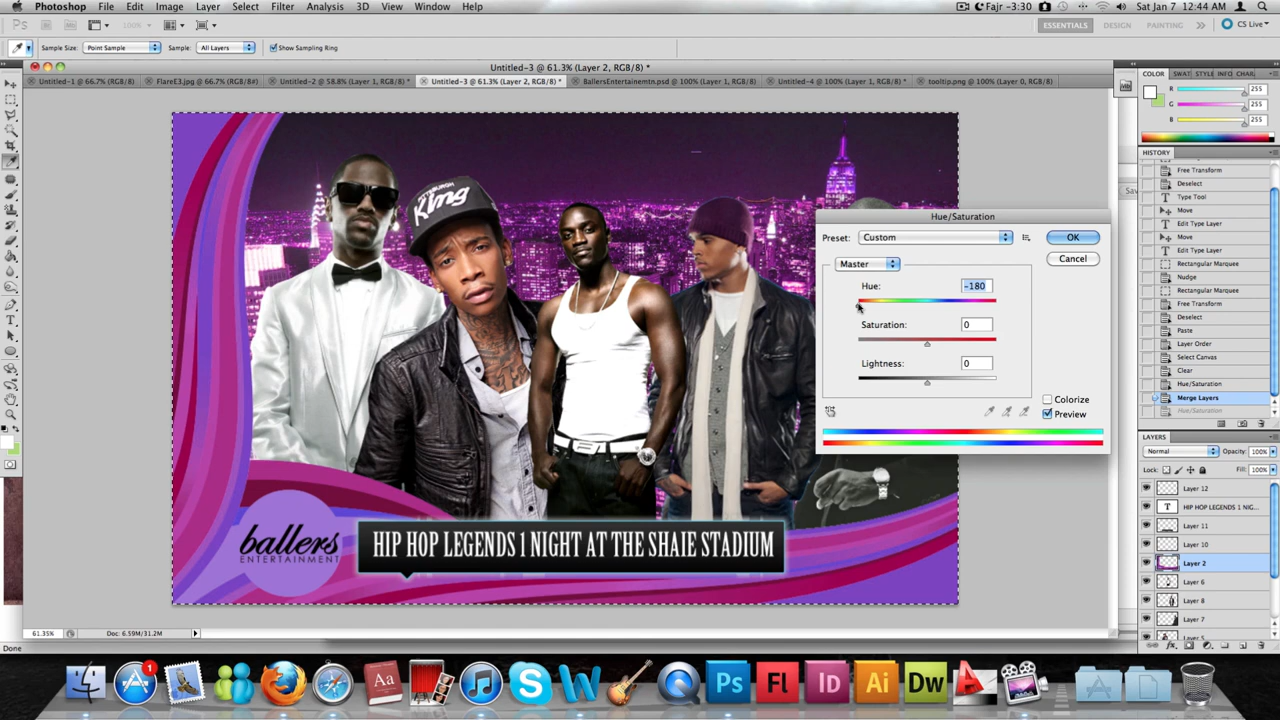 Photoshop File Edit Image Layer Select Filter Analysis 3D View Window Help
Fajr -3:30 Sat Jan 7 12:44 AM
Ps 100% ESSENTIALS DESIGN PAINTING >> CS Live
Sample Size: Point Sample Sample: All Layers Show Sampling Ring
Untitled-3 @ 61.3% (Layer 2, RGB/8) *
Untitled-1 @ 66.7% (RGB/8) FlareE3.jpg @ 66.7% (RGB/8#) Untitled-2 @ 58.8% (Layer 1, RGB/8) * Untitled-3 @ 61.3% (Layer 2, RGB/8) * BallersEntertainemtn.psd @ 100% (Layer 1, RGB/8) Untitled-4 @ 100% (Layer 1, RGB/8) * tooltip.png @ 100% (Layer 0, RGB/8)
COLOR SWAT STYLE INFO CHAR
R 255
G 255
B 255
HISTORY
Free Transform
Deselect
Type Tool
Move
Edit Type Layer
Move
Edit Type Layer
Rectangular Marquee
Nudge
Rectangular Marquee
Free Transform
Deselect
Paste
Layer Order
Select Canvas
Clear
Hue/Saturation
Merge Layers
Hue/Saturation
Sav
Hue/Saturation
Preset: Custom OK
Master Cancel
Hue: -180
Saturation: 0
Lightness: 0
Colorize
Preview
PITTSBURGH
King
ballers
ENTERTAINMENT
HIP HOP LEGENDS 1 NIGHT AT THE SHAIE STADIUM
LAYERS
Normal Opacity: 100%
Lock: Fill: 100%
Layer 12
T HIP HOP LEGENDS 1 NIG...
Layer 11
Layer 10
Layer 2
Layer 6
Layer 8
Layer 7
Layer 5
61.35% Doc: 6.59M/31.2M
Done
1 Aa S W Ps Fl Id Ai Dw